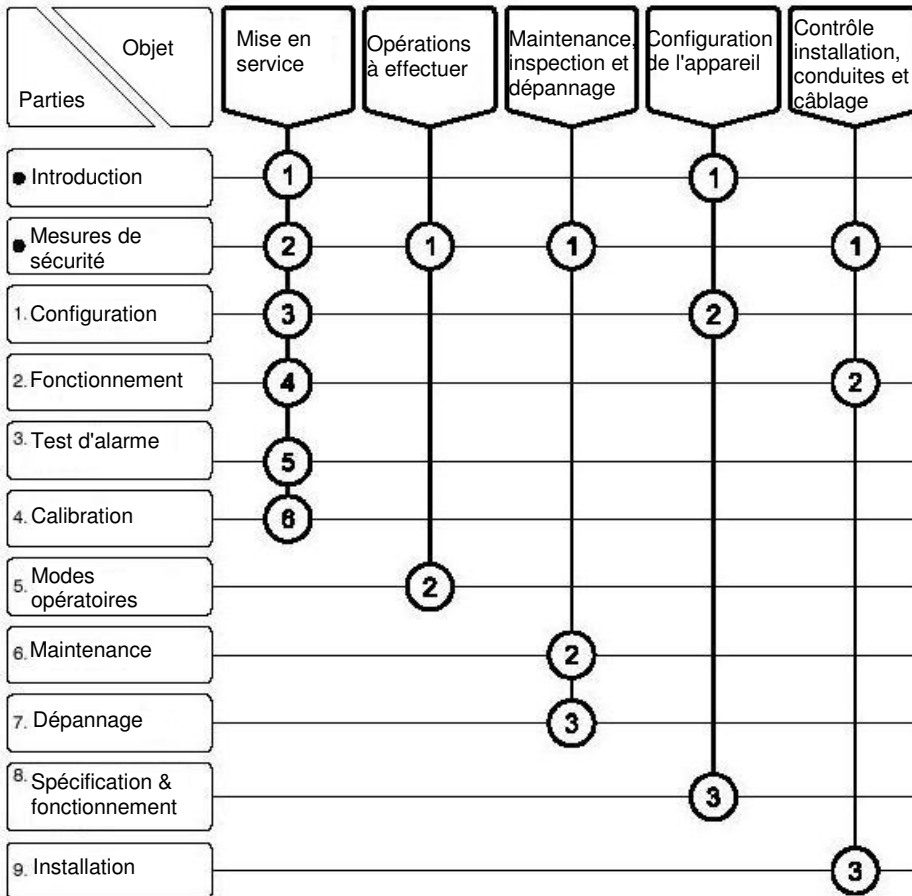 Objet
Parties
Mise en
service
Opérations
à effectuer
Maintenance,
inspection et
dépannage
Configuration
de l'appareil
Contrôle
installation,
conduites et
câblage
● Introduction
1
1
● Mesures de
sécurité
2
1
1
1
1. Configuration
3
2
2. Fonctionnement
4
2
3. Test d'alarme
5
4. Calibration
6
5. Modes
opératoires
2
6. Maintenance
2
7. Dépannage
3
8. Spécification &
fonctionnement
3
9. Installation
3